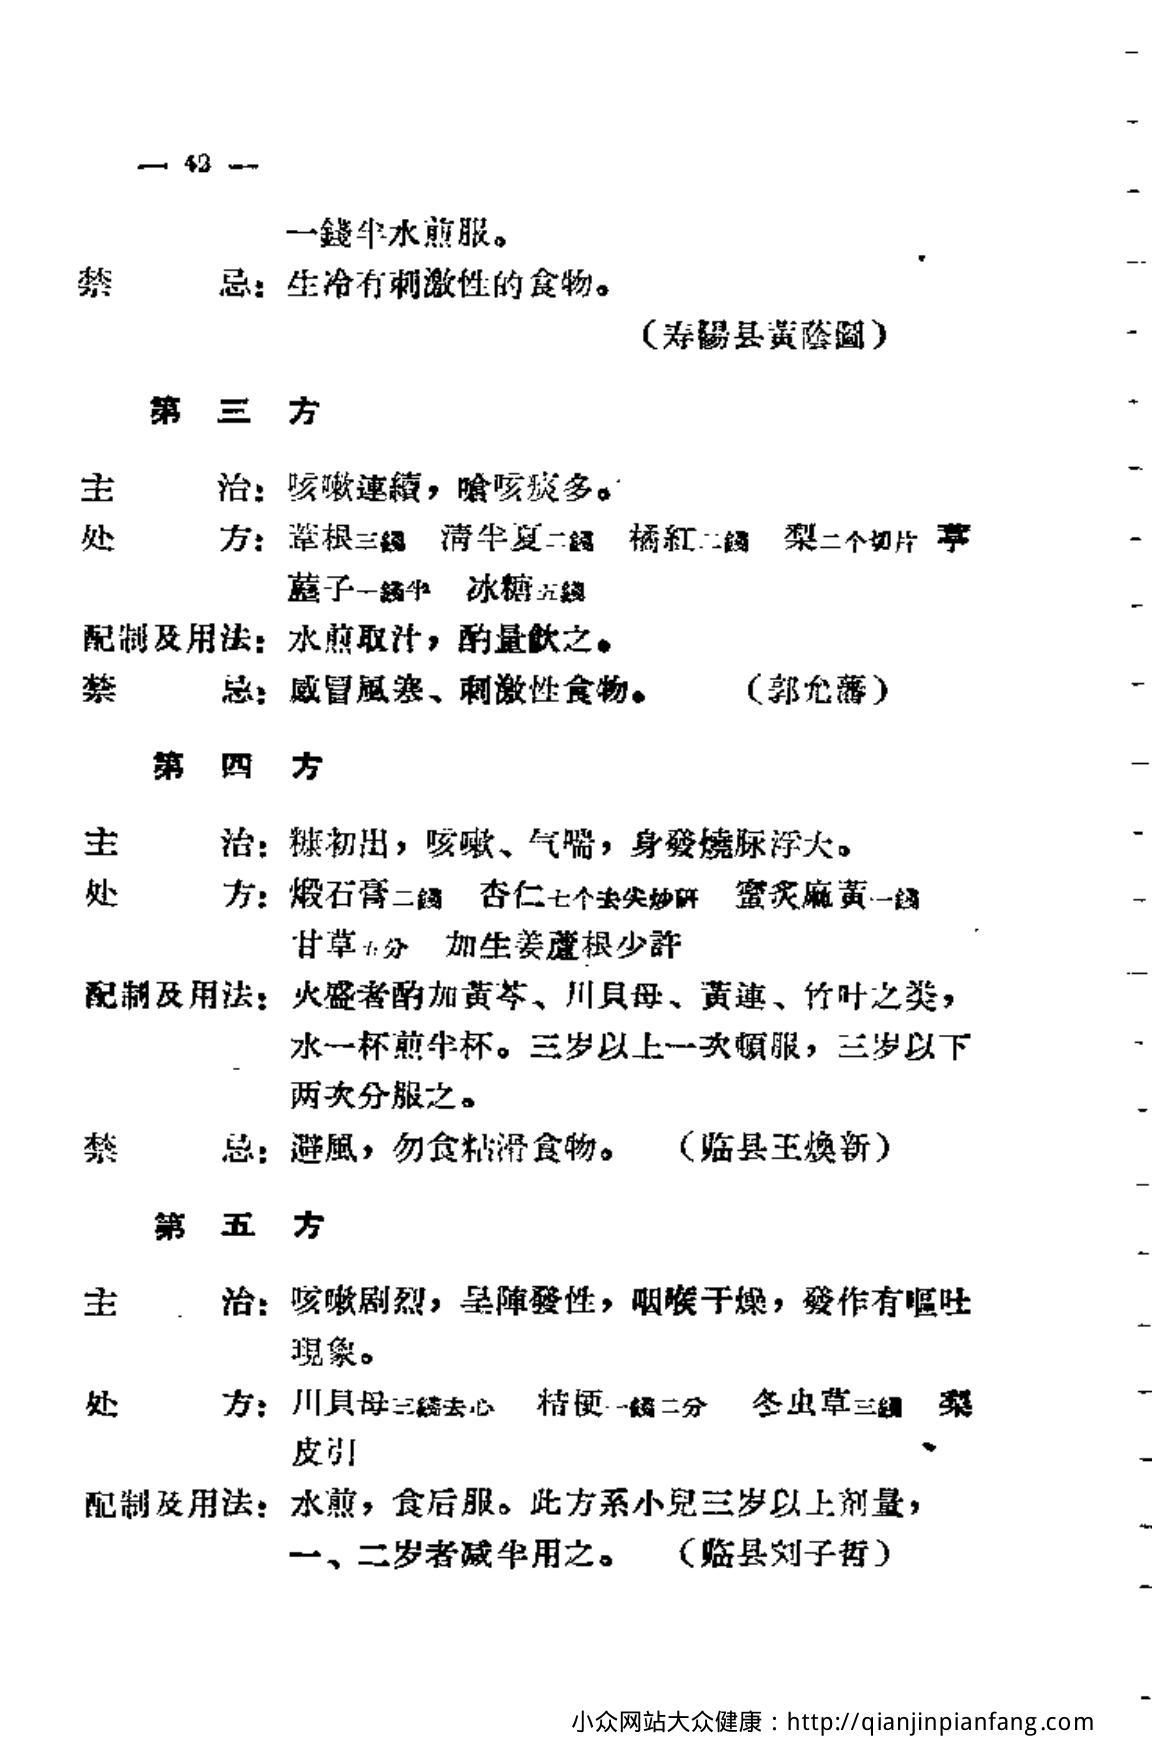 — 42 —
一錢半水煎服。
禁　　忌：生冷有刺激性的食物。
（寿陽县黃蔭圖）
第三方
主　　治：咳嗽連續，嗆咳痰多。
处　　方：葦根三錢　清半夏二錢　橘紅二錢　梨二个切片　葶
藶子一錢半　冰糖五錢
配制及用法：水煎取汁，酌量飲之。
禁　　忌：感冒風寒、刺激性食物。　（郭允蕃）
第四方
主　　治：㾾初出，咳嗽、气喘，身發燒脉浮大。
处　　方：煅石膏二錢　杏仁七个去尖炒研　蜜炙麻黃一錢
甘草七分　加生姜蘆根少許
配制及用法：火盛者酌加黃芩、川貝母、黃連、竹叶之类，
水一杯煎半杯。三岁以上一次頓服，三岁以下
两次分服之。
禁　　忌：避風，勿食粘滑食物。　（临县王焕新）
第五方
主　　治：咳嗽剧烈，呈陣發性，咽喉干燥，發作有嘔吐
現象。
处　　方：川貝母三錢去心　桔梗一錢二分　冬虫草三錢　梨
皮引
配制及用法：水煎，食后服。此方系小兒三岁以上剂量，
一、二岁者减半用之。　（临县刘子哲）
小众网站大众健康：http://qianjinpianfang.com